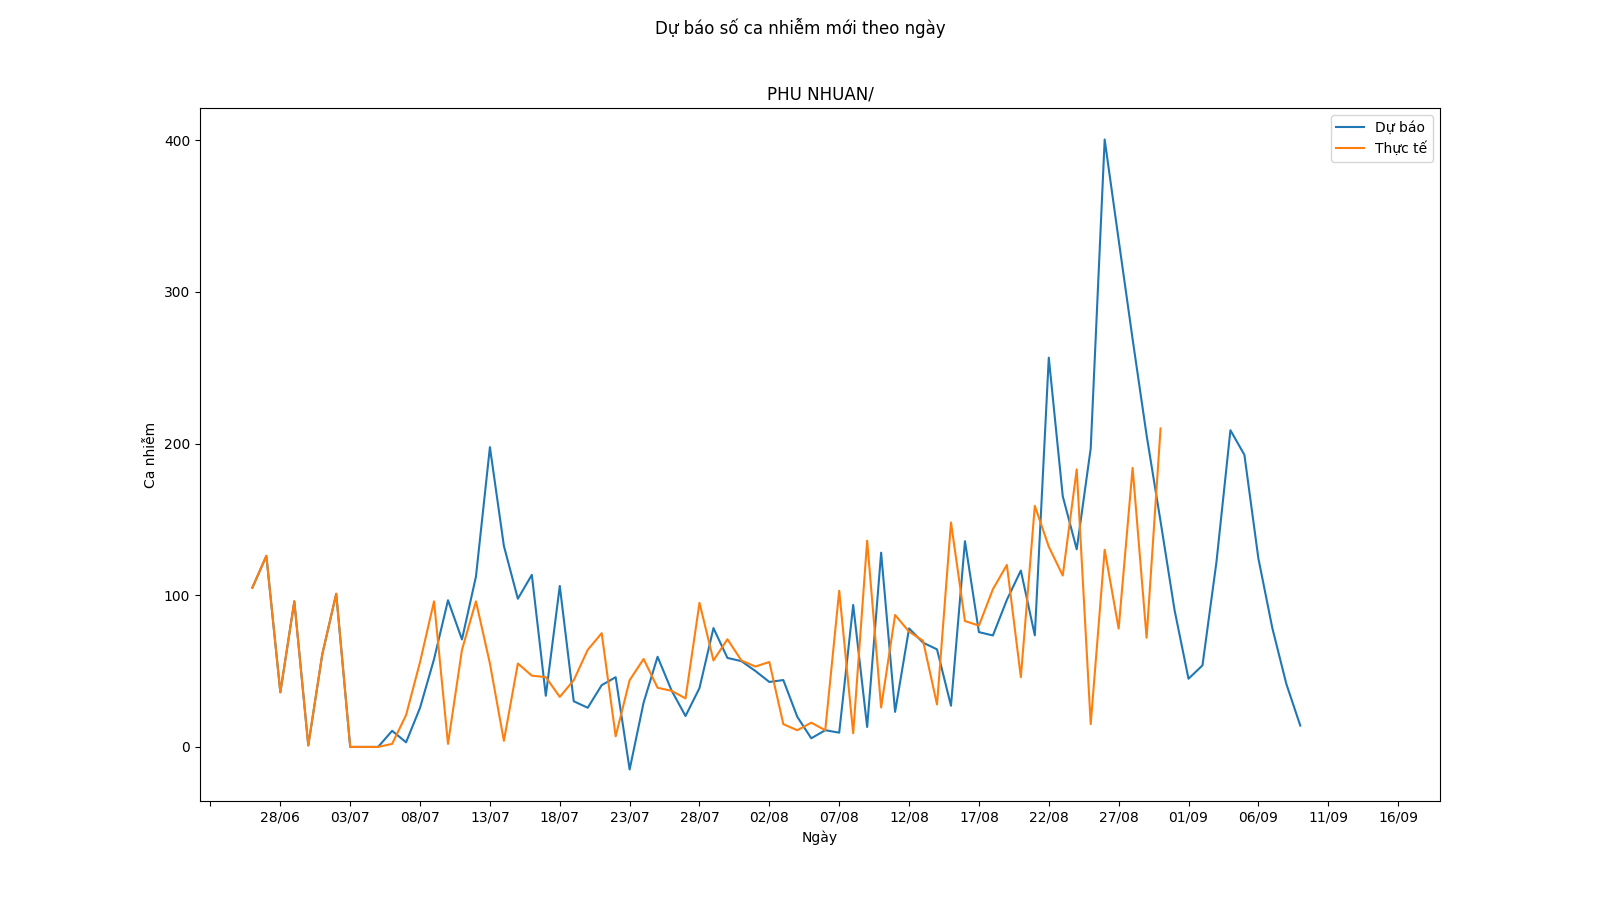 Dự báo số ca nhiễm mới theo ngày
PHU NHUAN/
Dự báo
Thực tế
400
300
200
100
0
Ca nhiễm
28/06 03/07 08/07 13/07 18/07 23/07 28/07 02/08 07/08 12/08 17/08 22/08 27/08 01/09 06/09 11/09 16/09
Ngày